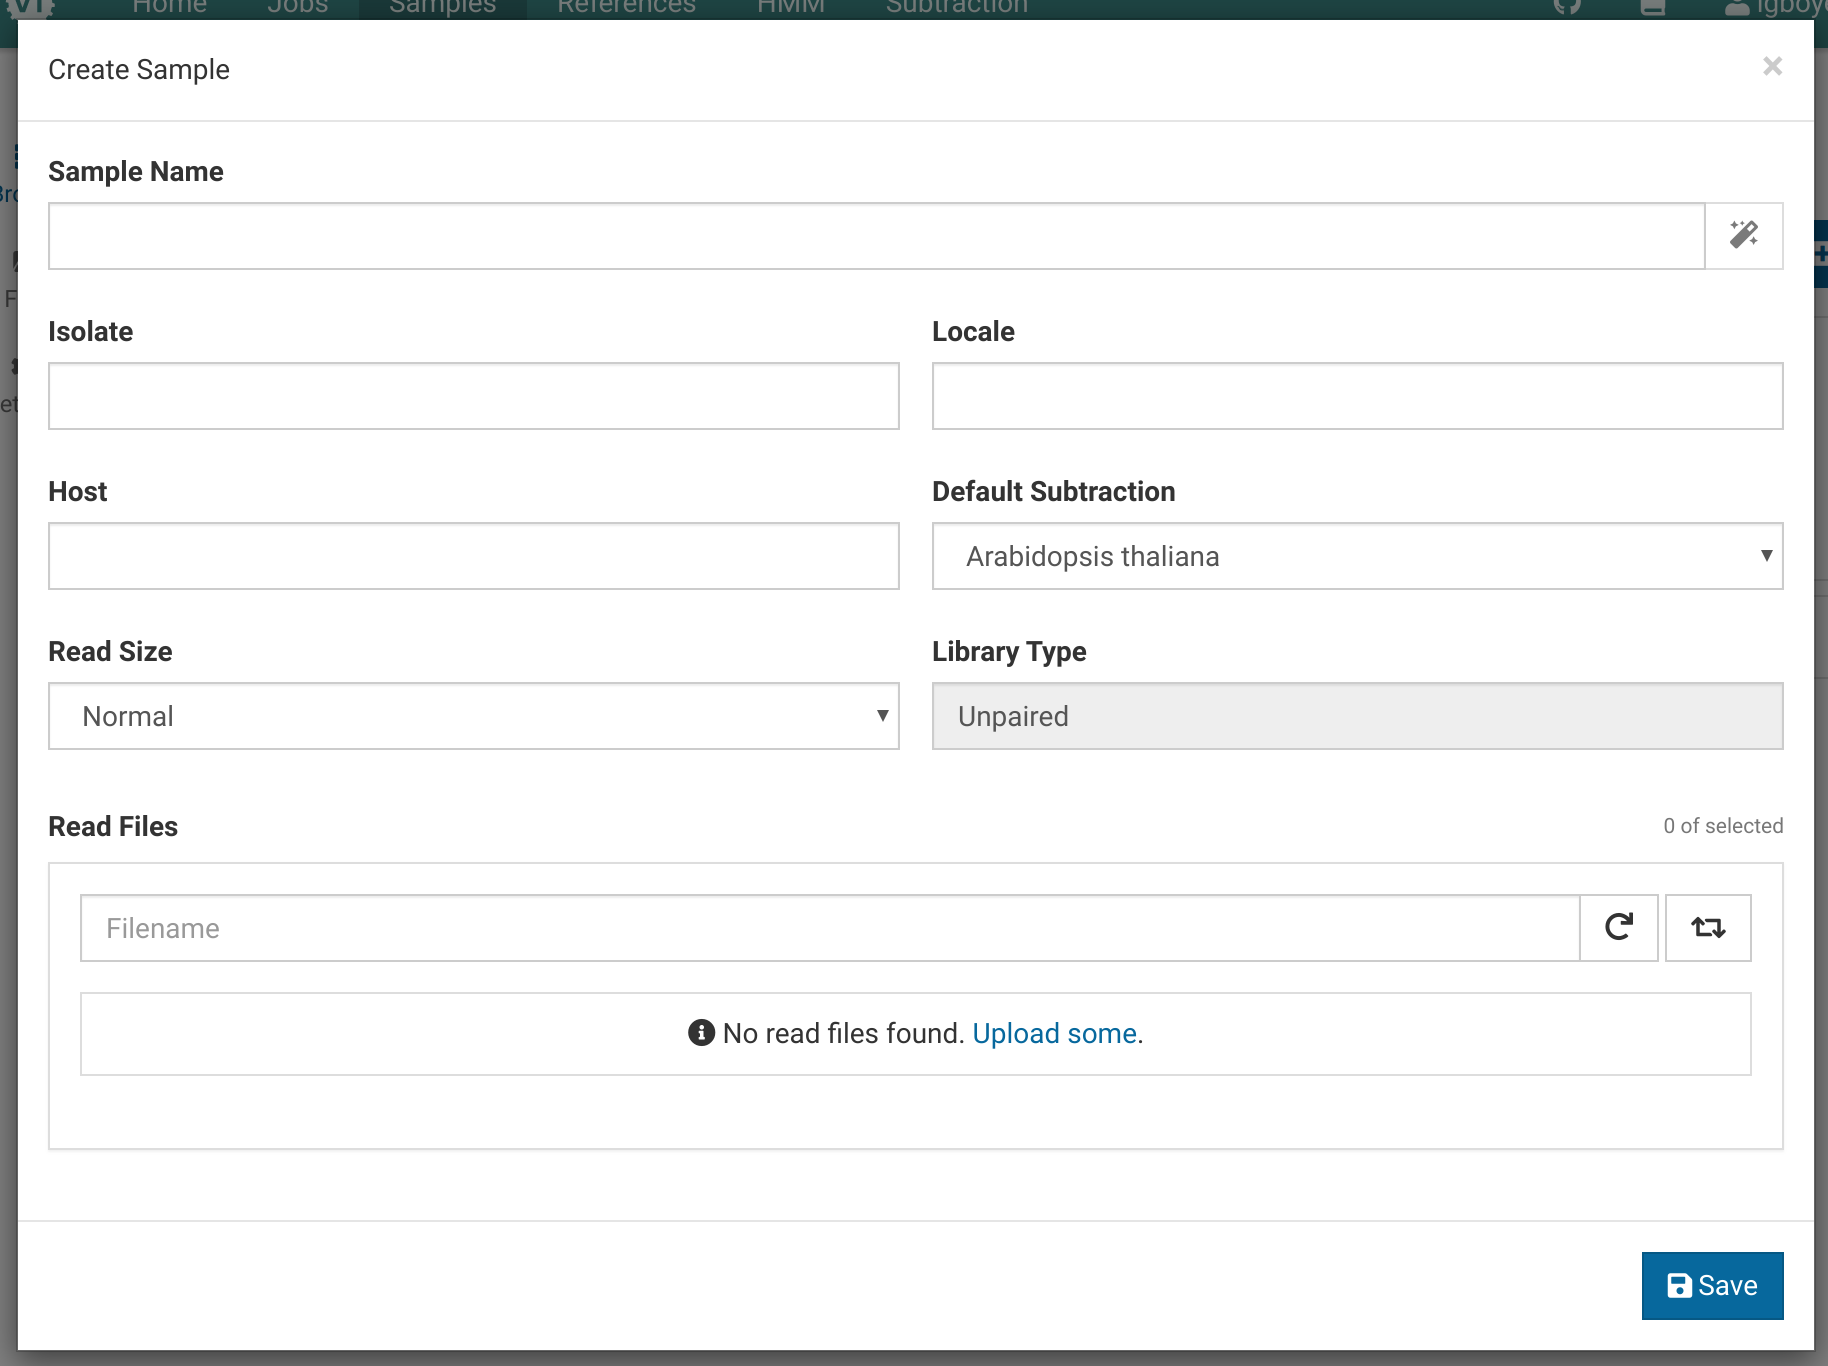 Home Jobs Samples References HMM Subtraction
Create Sample ×
Sample Name
Isolate Locale
Host Default Subtraction
Arabidopsis thaliana
Read Size Library Type
Normal Unpaired
Read Files 0 of selected
Filename
No read files found. Upload some.
Save